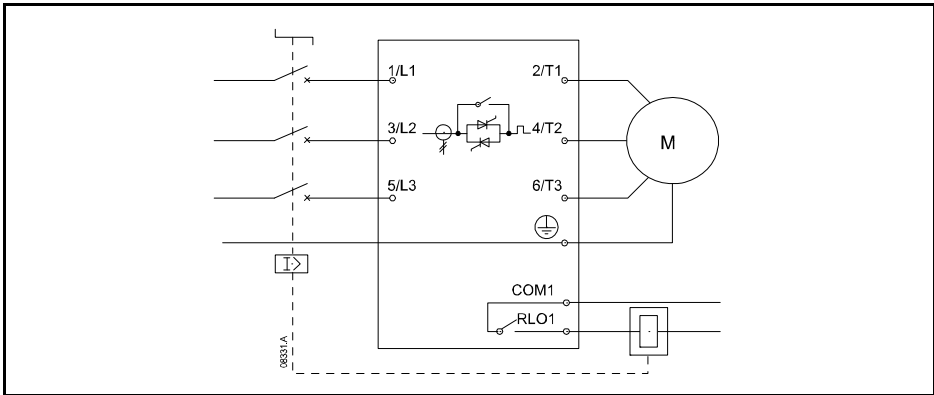 1/L1
2/T1
3/L2
4/T2
M
5/L3
6/T3
I>
COM1
RLO1
08331.A